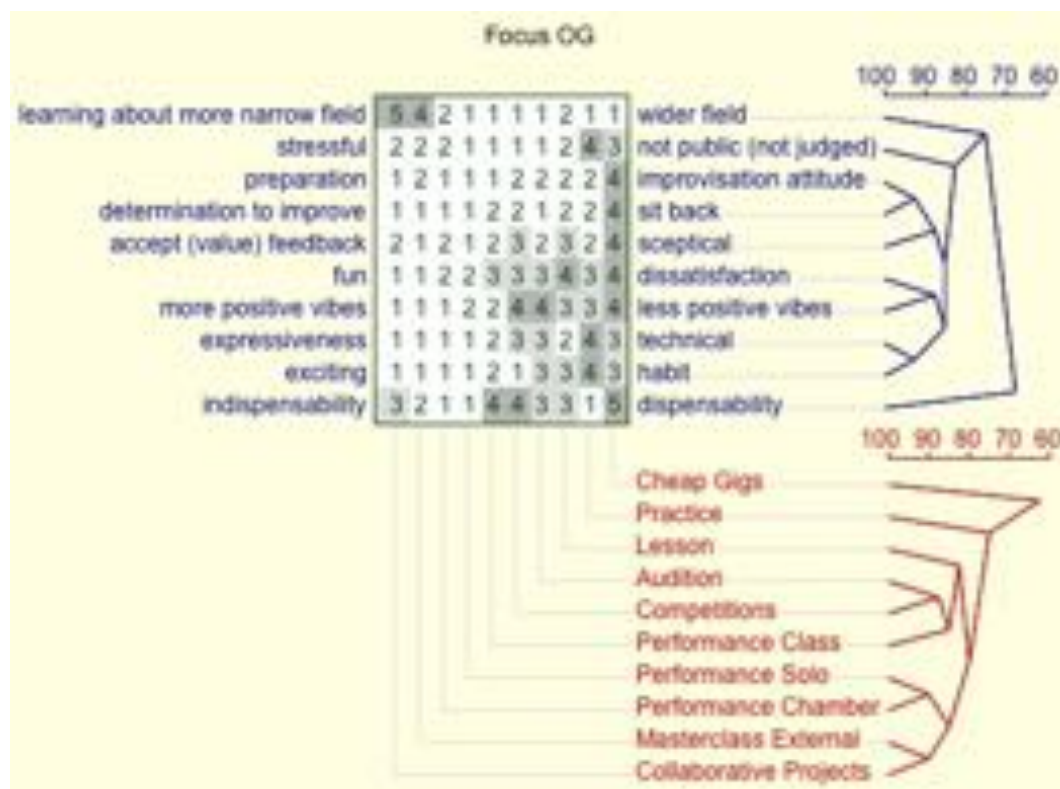 Focus OG
100 90 80 70 60
learning about more narrow field 5 4 2 1 1 1 1 2 1 1 wider field
stressful 2 2 2 1 1 1 1 2 4 3 not public (not judged)
preparation 1 2 1 1 1 2 2 2 2 4 improvisation attitude
determination to improve 1 1 1 1 2 2 1 2 2 4 sit back
accept (value) feedback 2 1 2 1 2 3 2 3 2 4 sceptical
fun 1 1 2 2 3 3 3 4 3 4 dissatisfaction
more positive vibes 1 1 1 2 2 4 4 3 3 4 less positive vibes
expressiveness 1 1 1 1 2 3 3 2 4 3 technical
exciting 1 1 1 1 2 1 3 3 4 3 habit
indispensability 3 2 1 1 4 4 3 3 1 5 dispensability
100 90 80 70 60
Cheap Gigs
Practice
Lesson
Audition
Competitions
Performance Class
Performance Solo
Performance Chamber
Masterclass External
Collaborative Projects